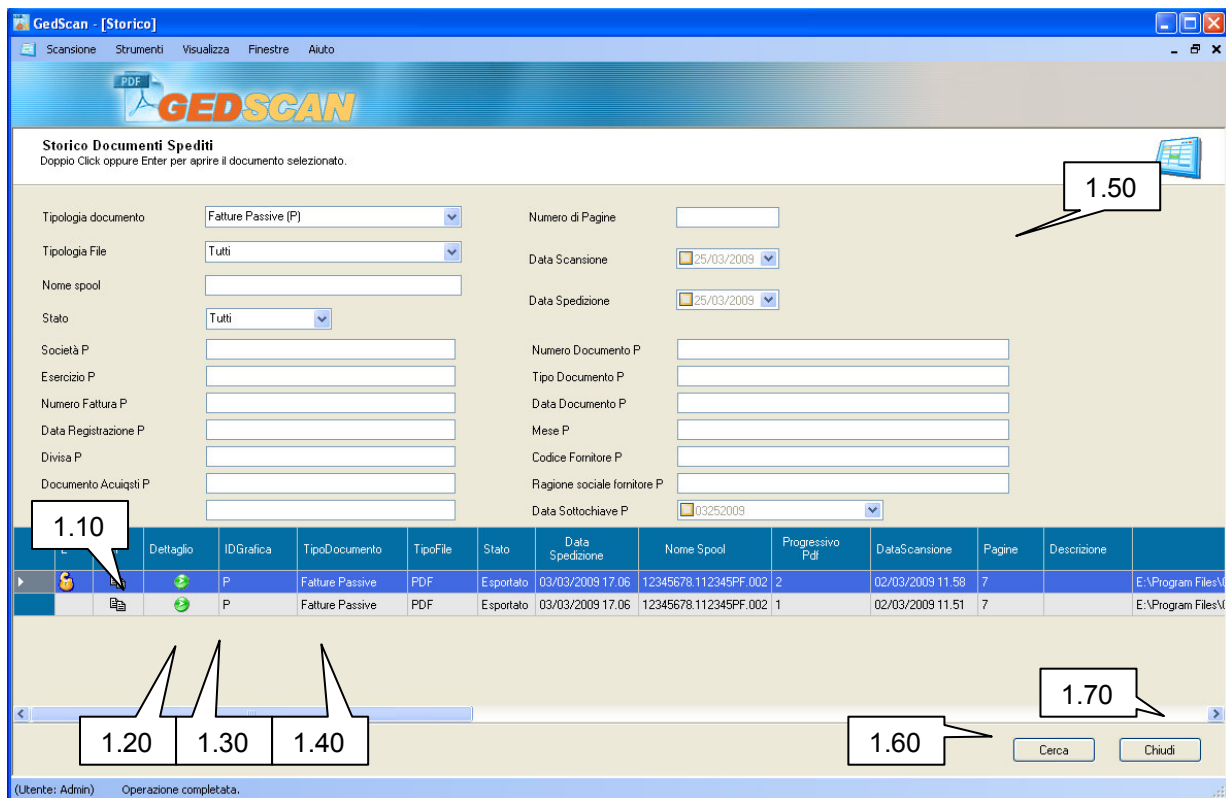 GedScan - [Storico]
Scansione Strumenti Visualizza Finestre Aiuto
PDF
GEDSCAN
Storico Documenti Spediti
Doppio Click oppure Enter per aprire il documento selezionato.
1.50
Tipologia documento Fatture Passive (P) Numero di Pagine
Tipologia File Tutti Data Scansione 25/03/2009
Nome spool Data Spedizione 25/03/2009
Stato Tutti
Società P Numero Documento P
Esercizio P Tipo Documento P
Numero Fattura P Data Documento P
Data Registrazione P Mese P
Divisa P Codice Fornitore P
Documento Acuiqsti P Ragione sociale fornitore P
Data Sottochiave P 03252009
1.10
Dettaglio IDGrafica TipoDocumento TipoFile Stato Data Spedizione Nome Spool Progressivo Pdf DataScansione Pagine Descrizione
P Fatture Passive PDF Esportato 03/03/2009 17.06 12345678.112345PF.002 2 02/03/2009 11.58 7 E:\Program Files\
P Fatture Passive PDF Esportato 03/03/2009 17.06 12345678.112345PF.002 1 02/03/2009 11.51 7 E:\Program Files\
1.70
1.20 1.30 1.40 1.60
Cerca Chiudi
(Utente: Admin) Operazione completata.